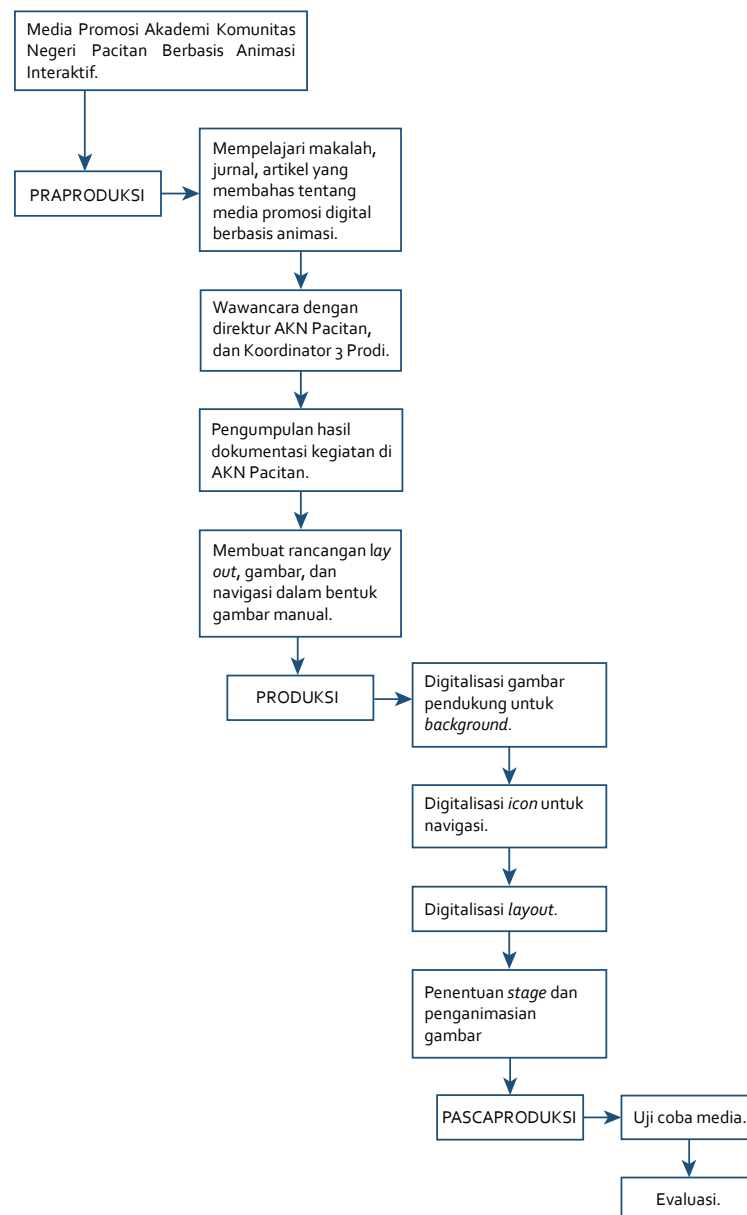 Media Promosi Akademi Komunitas
Negeri Pacitan Berbasis Animasi
Interaktif.
PRAPRODUKSI
Mempelajari makalah,
jurnal, artikel yang
membahas tentang
media promosi digital
berbasis animasi.
Wawancara dengan
direktur AKN Pacitan,
dan Koordinator 3 Prodi.
Pengumpulan hasil
dokumentasi kegiatan di
AKN Pacitan.
Membuat rancangan lay
out, gambar, dan
navigasi dalam bentuk
gambar manual.
PRODUKSI
Digitalisasi gambar
pendukung untuk
background.
Digitalisasi icon untuk
navigasi.
Digitalisasi layout.
Penentuan stage dan
penganimasian
gambar
PASCAPRODUKSI
Uji coba media.
Evaluasi.